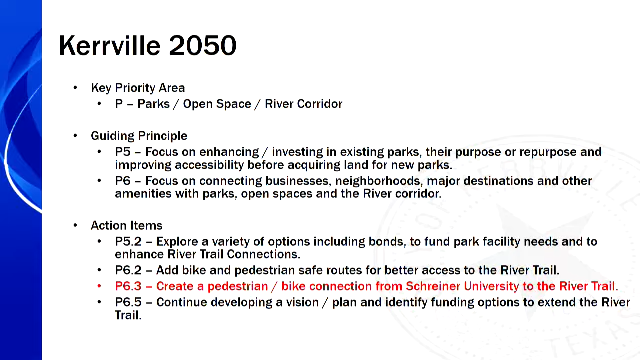 Kerrville 2050
• Key Priority Area
• P – Parks / Open Space / River Corridor
• Guiding Principle
• P5 – Focus on enhancing / investing in existing parks, their purpose or repurpose and
improving accessibility before acquiring land for new parks.
• P6 – Focus on connecting businesses, neighborhoods, major destinations and other
amenities with parks, open spaces and the River corridor.
• Action Items
• P5.2 – Explore a variety of options including bonds, to fund park facility needs and to
enhance River Trail Connections.
• P6.2 – Add bike and pedestrian safe routes for better access to the River Trail.
• P6.3 – Create a pedestrian / bike connection from Schreiner University to the River Trail.
• P6.5 – Continue developing a vision / plan and identify funding options to extend the River
Trail.
TEXAS